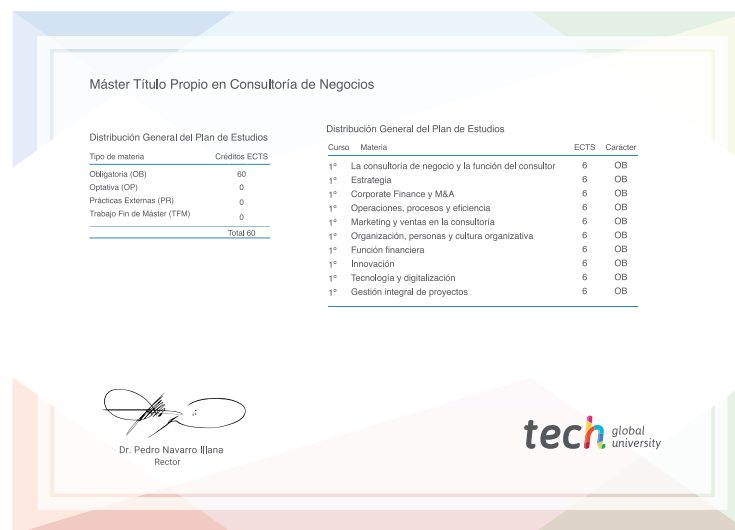 Máster Título Propio en Consultoría de Negocios
Distribución General del Plan de Estudios
Tipo de materia Créditos ECTS
Obligatoria (OB) 60
Optativa (OP) 0
Prácticas Externas (PR) 0
Trabajo Fin de Máster (TFM) 0
Total 60
Distribución General del Plan de Estudios
Curso Materia ECTS Carácter
1º La consultoría de negocio y la función del consultor 6 OB
1º Estrategia 6 OB
1º Corporate Finance y M&A 6 OB
1º Operaciones, procesos y eficiencia 6 OB
1º Marketing y ventas en la consultoría 6 OB
1º Organización, personas y cultura organizativa 6 OB
1º Función financiera 6 OB
1º Innovación 6 OB
1º Tecnología y digitalización 6 OB
1º Gestión integral de proyectos 6 OB
Dr. Pedro Navarro Illana
Rector
tech global
university